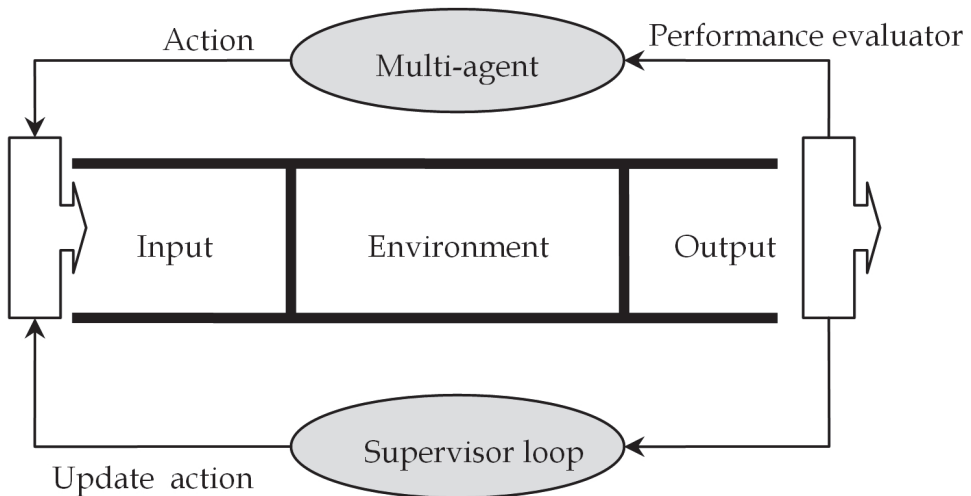 Action
Multi-agent
Performance evaluator
Input
Environment
Output
Supervisor loop
Update action